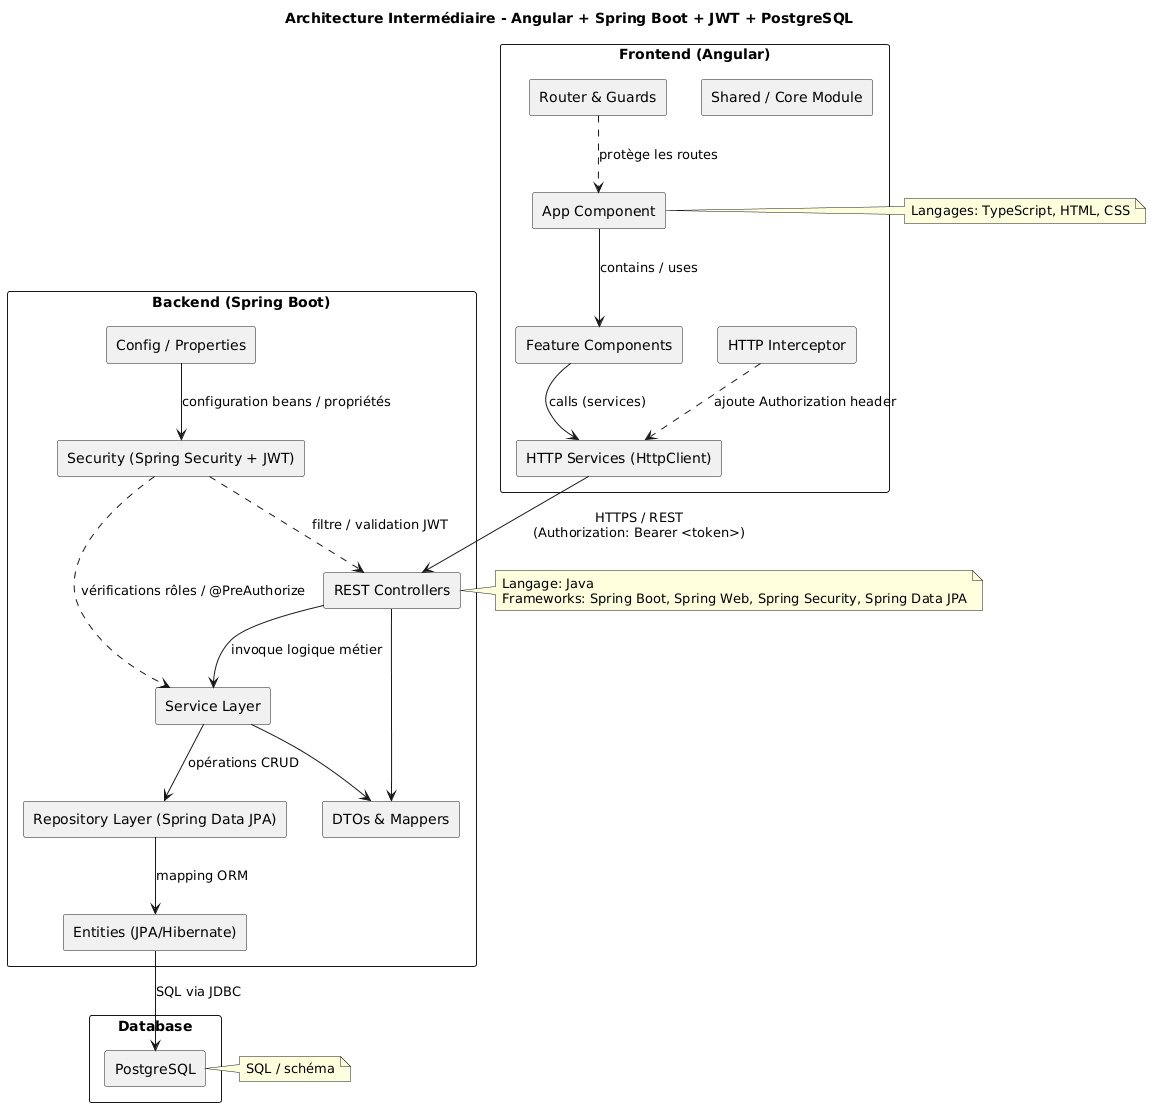 Architecture Intermédiaire - Angular + Spring Boot + JWT + PostgreSQL
Frontend (Angular)
Router & Guards
Shared / Core Module
protège les routes
App Component
Langages: TypeScript, HTML, CSS
contains / uses
Feature Components
HTTP Interceptor
calls (services)
ajoute Authorization header
HTTP Services (HttpClient)
HTTPS / REST
(Authorization: Bearer <token>)
Backend (Spring Boot)
Config / Properties
configuration beans / propriétés
Security (Spring Security + JWT)
filtre / validation JWT
vérifications rôles / @PreAuthorize
REST Controllers
Langage: Java
Frameworks: Spring Boot, Spring Web, Spring Security, Spring Data JPA
invoque logique métier
Service Layer
opérations CRUD
Repository Layer (Spring Data JPA)
DTOs & Mappers
mapping ORM
Entities (JPA/Hibernate)
SQL via JDBC
Database
PostgreSQL
SQL / schéma